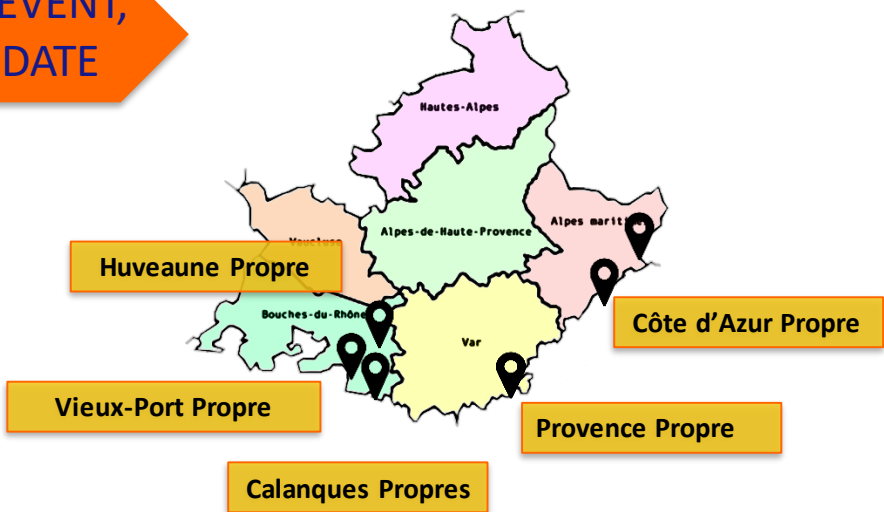 EVENT,
DATE
Hautes-Alpes
Alpes-de-Haute-Provence
Alpes
Vaucluse
Huveaune Propre
Bouches-du-Rhône
Var
Côte d’Azur Propre
Vieux-Port Propre
Provence Propre
Calanques Propres